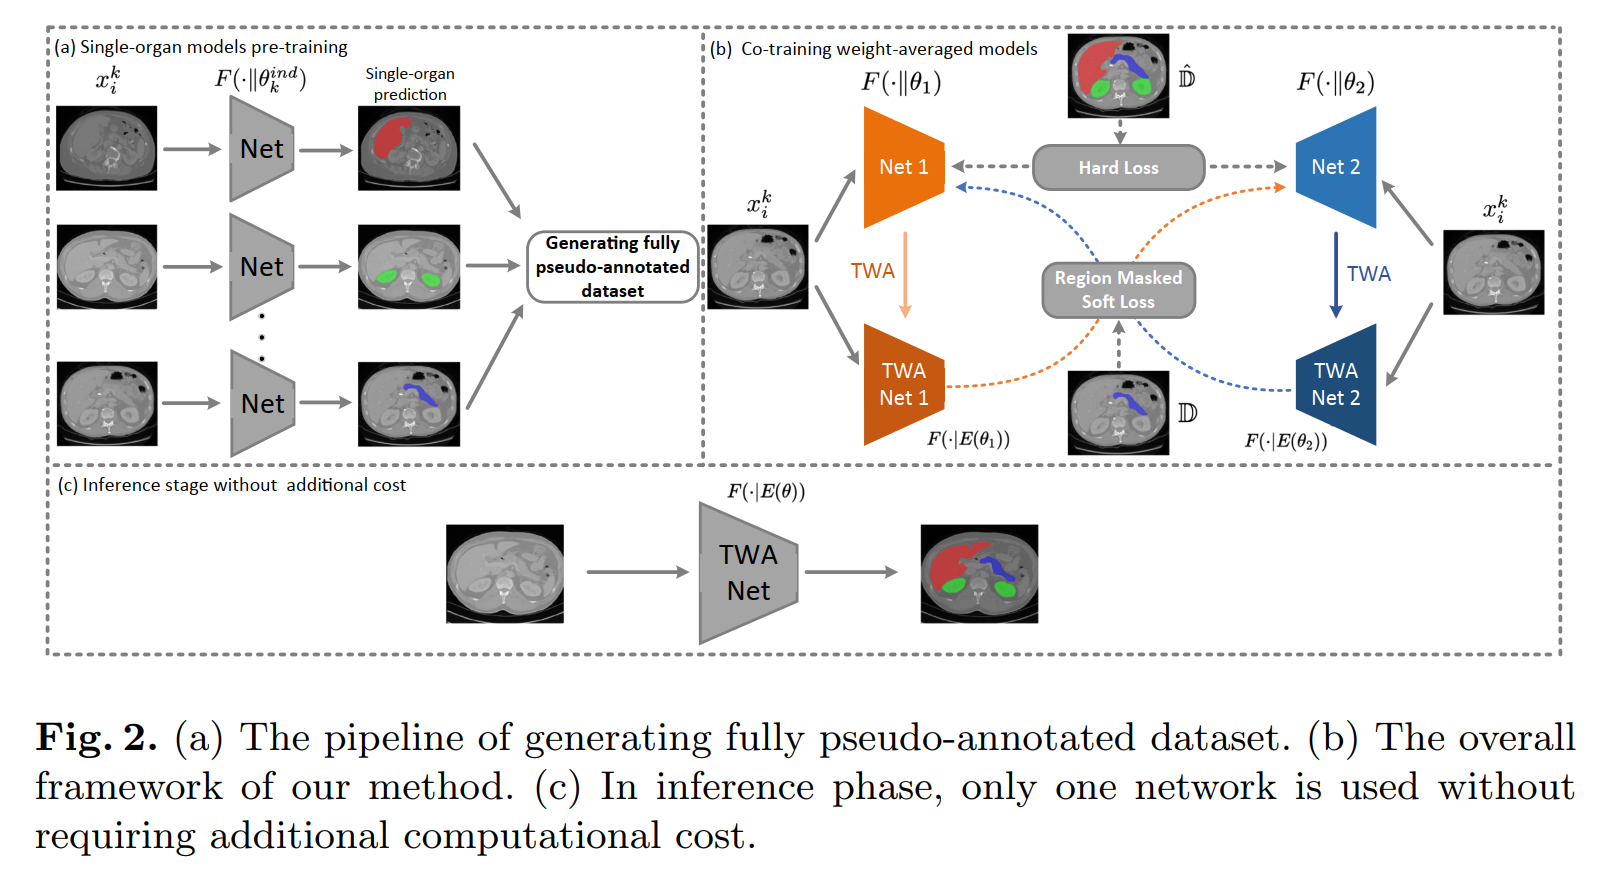 (a) Single-organ models pre-training
x_i^k
F(·‖θ_k^{ind})
Single-organ
prediction
Net
Net
Net
Generating fully
pseudo-annotated
dataset
(b) Co-training weight-averaged models
F(·‖θ₁)
𝔻̂
F(·‖θ₂)
Net 1
Hard Loss
Net 2
x_i^k
x_i^k
TWA
Region Masked
Soft Loss
TWA
TWA
Net 1
TWA
Net 2
𝔻
F(·|E(θ₁))
F(·|E(θ₂))
(c) Inference stage without additional cost
F(·|E(θ))
TWA
Net
Fig. 2. (a) The pipeline of generating fully pseudo-annotated dataset. (b) The overall
framework of our method. (c) In inference phase, only one network is used without
requiring additional computational cost.